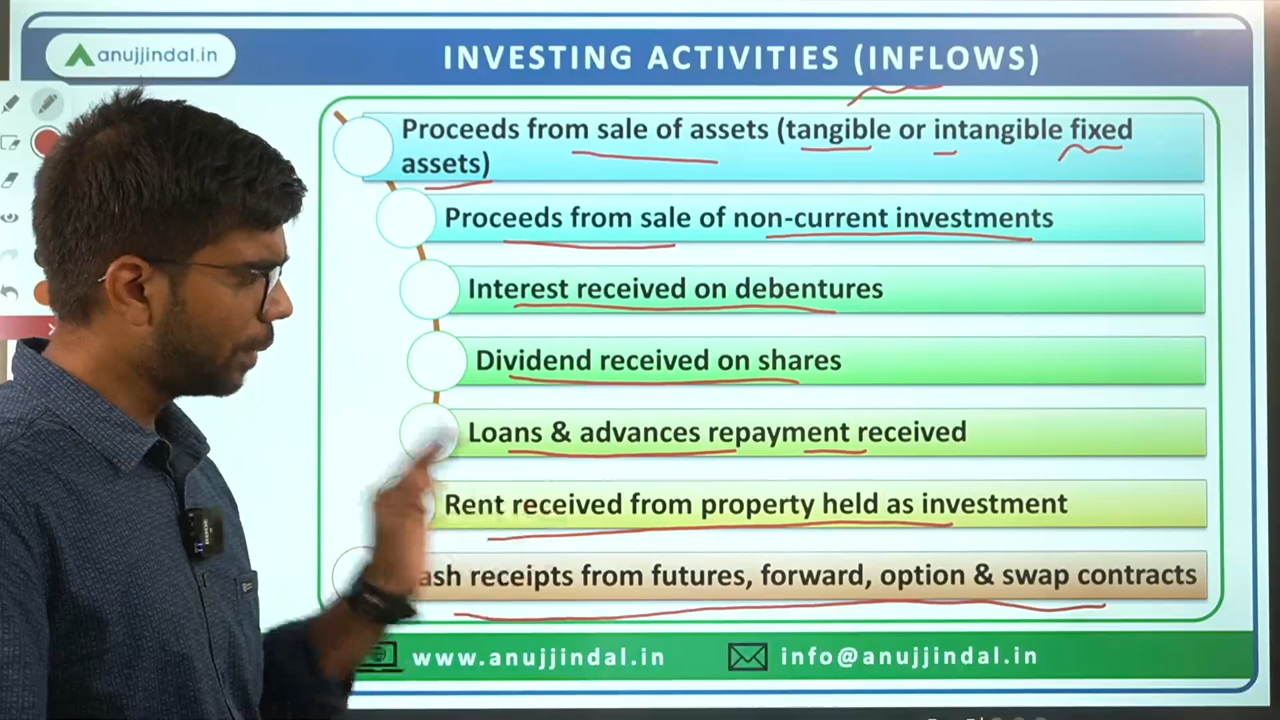 anujjindal.in
INVESTING ACTIVITIES (INFLOWS)
Proceeds from sale of assets (tangible or intangible fixed
assets)
Proceeds from sale of non-current investments
Interest received on debentures
Dividend received on shares
Loans & advances repayment received
Rent received from property held as investment
ash receipts from futures, forward, option & swap contracts
www.anujjindal.in
info@anujjindal.in